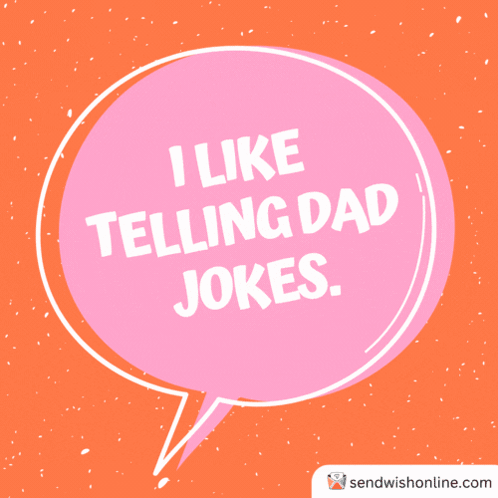 I LIKE
TELLING DAD
JOKES.
sendwishonline.com